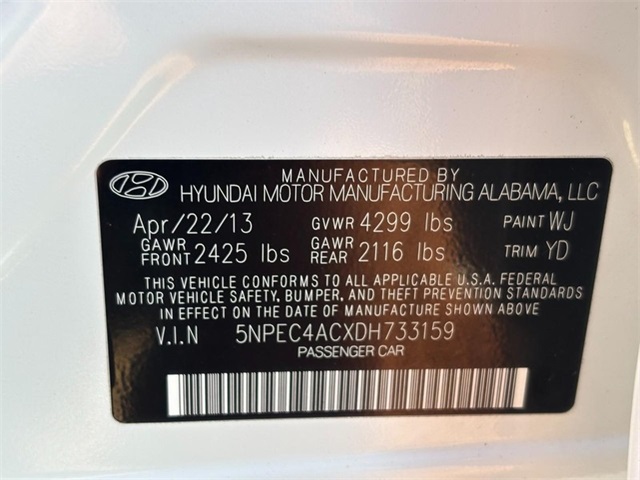 MANUFACTURED BY
HYUNDAI MOTOR MANUFACTURING ALABAMA, LLC
Apr/22/13 GVWR 4299 lbs PAINT WJ
GAWR FRONT 2425 lbs GAWR REAR 2116 lbs TRIM YD
THIS VEHICLE CONFORMS TO ALL APPLICABLE U.S.A. FEDERAL
MOTOR VEHICLE SAFETY, BUMPER, AND THEFT PREVENTION
STANDARDS IN EFFECT ON THE DATE OF MANUFACTURE SHOWN ABOVE
V.I.N 5NPEC4ACXDH733159
PASSENGER CAR